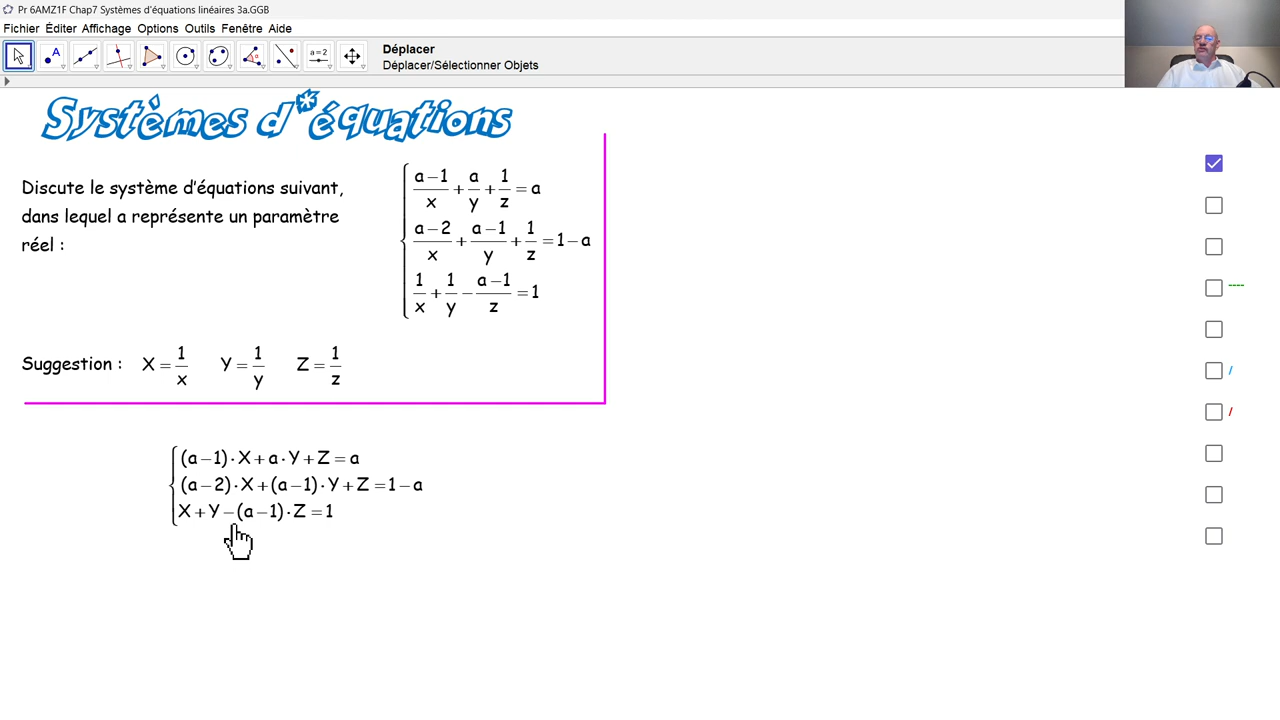 Pr 6AMZ1F Chap7 Systèmes d'équations linéaires 3a.GGB
Fichier Éditer Affichage Options Outils Fenêtre Aide
A
a=2
Déplacer
Déplacer/Sélectionner Objets
Systèmes d'équations
Discute le système d'équations suivant,
dans lequel a représente un paramètre
réel :
(a−1)/x + a/y + 1/z = a
(a−2)/x + (a−1)/y + 1/z = 1−a
1/x + 1/y − (a−1)/z = 1
Suggestion : X = 1/x Y = 1/y Z = 1/z
(a−1)·X+a·Y+Z=a
(a−2)·X+(a−1)·Y+Z=1−a
X+Y−(a−1)·Z=1
----
/
/